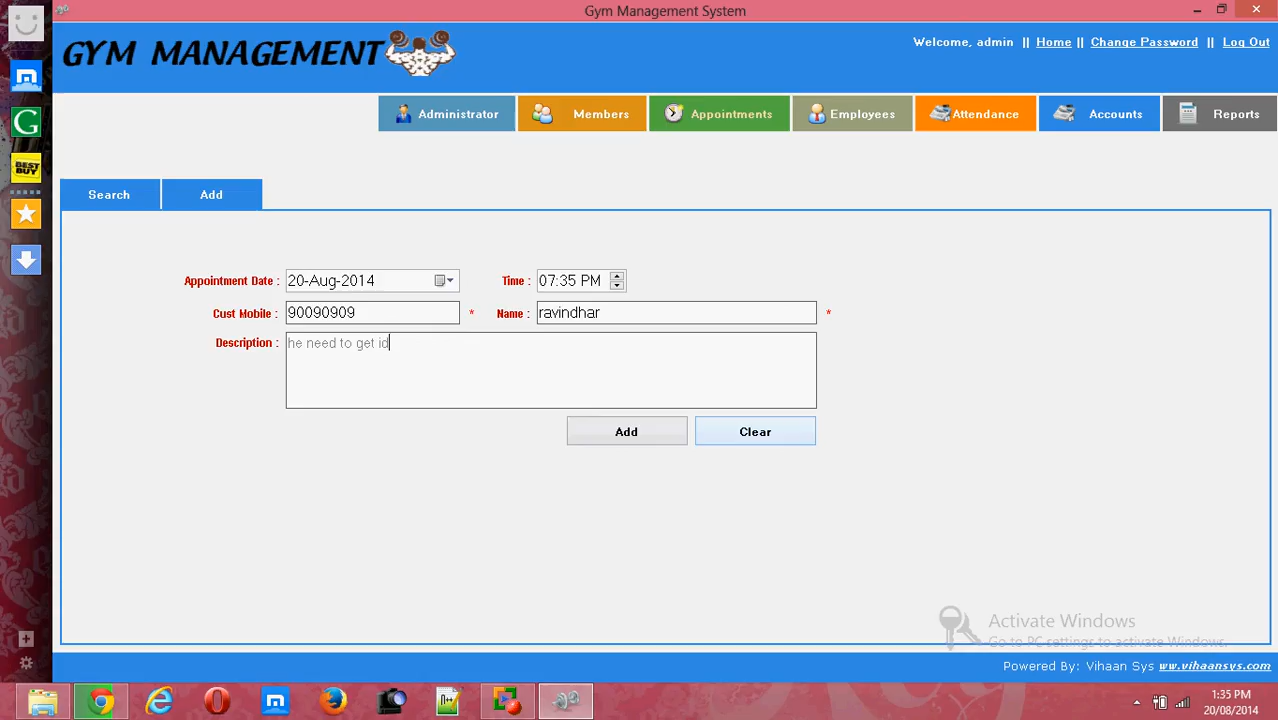 Gym Management System
GYM MANAGEMENT
Welcome, admin || Home || Change Password || Log Out
Administrator Members Appointments Employees Attendance Accounts Reports
G
BEST BUY
Search Add
Appointment Date : 20-Aug-2014 Time : 07:35 PM
Cust Mobile : 90090909 * Name : ravindhar *
Description : he need to get id
Add Clear
Activate Windows
Go to PC settings to activate Windows.
Powered By: Vihaan Sys www.vihaansys.com
1:35 PM
20/08/2014